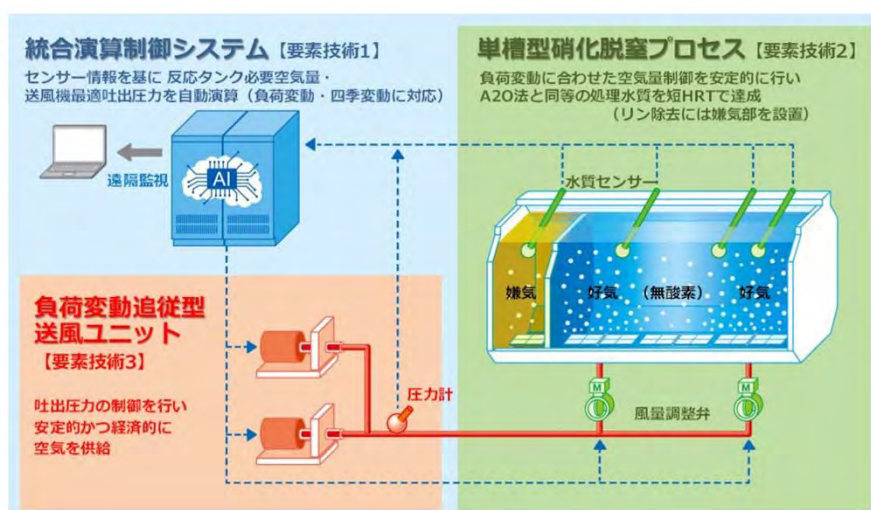 統合演算制御システム【要素技術1】
センサー情報を基に 反応タンク必要空気量・
送風機最適吐出圧力を自動演算（負荷変動・四季変動に対応）
遠隔監視
AI
単槽型硝化脱窒プロセス【要素技術2】
負荷変動に合わせた空気量制御を安定的に行い
A2O法と同等の処理水質を短HRTで達成
（リン除去には嫌気部を設置）
水質センサー
嫌気 好気 （無酸素） 好気
M M
風量調整弁
負荷変動追従型
送風ユニット
【要素技術3】
吐出圧力の制御を行い
安定的かつ経済的に
空気を供給
圧力計